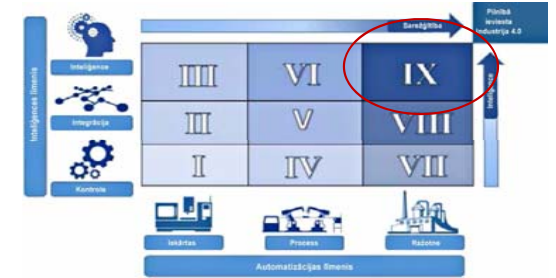 Sarežģītība
Pilnībā
ieviesta
Industrija 4.0
Inteliģences līmenis
Inteliģence
III
VI
IX
Inteliģence
Integrācija
III
V
VIII
Kontrole
I
IV
VII
Iekārtas
Process
Ražotne
Automatizācijas līmenis